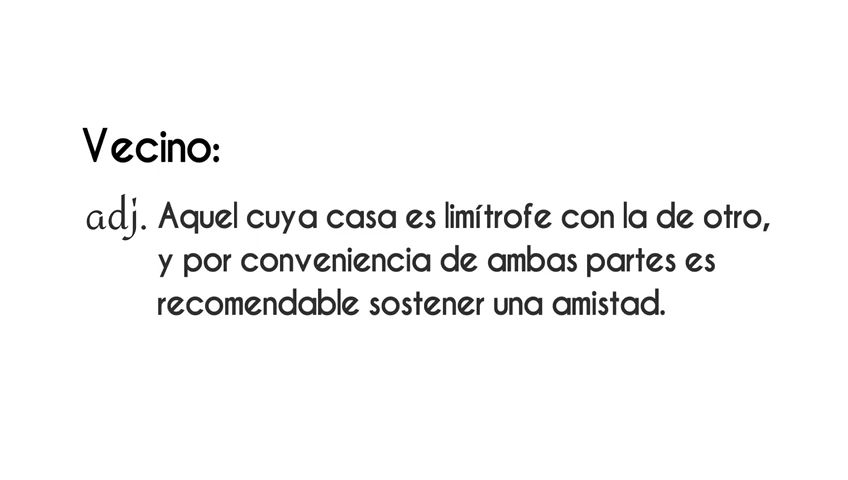 Vecino:
adj. Aquel cuya casa es limítrofe con la de otro,
y por conveniencia de ambas partes es
recomendable sostener una amistad.